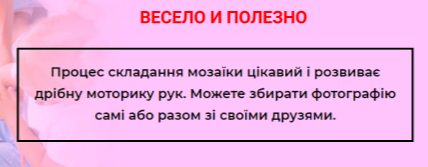 ВЕСЕЛО И ПОЛЕЗНО
Процес складання мозаїки цікавий і розвиває
дрібну моторику рук. Можете збирати фотографію
самі або разом зі своїми друзями.